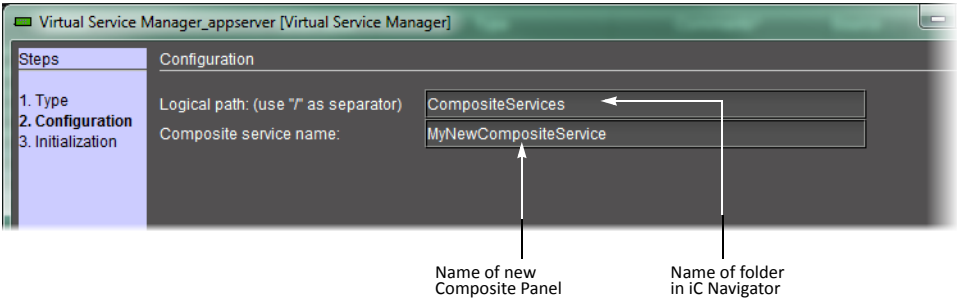 Virtual Service Manager_appserver [Virtual Service Manager]
Steps
Configuration
1. Type
2. Configuration
3. Initialization
Logical path: (use "/" as separator)
CompositeServices
Composite service name:
MyNewCompositeService
Name of new
Composite Panel
Name of folder
in iC Navigator